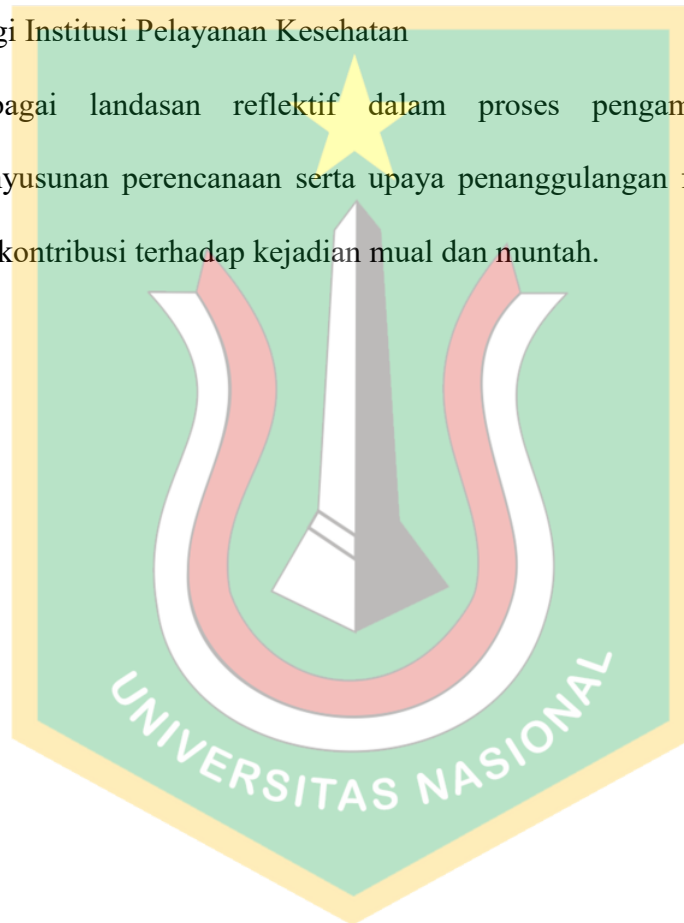 gi Institusi Pelayanan Kesehatan
bagai landasan reflektif dalam proses pengam
nyusunan perencanaan serta upaya penanggulangan
kontribusi terhadap kejadian mual dan muntah.
UNIVERSITAS NASIONAL